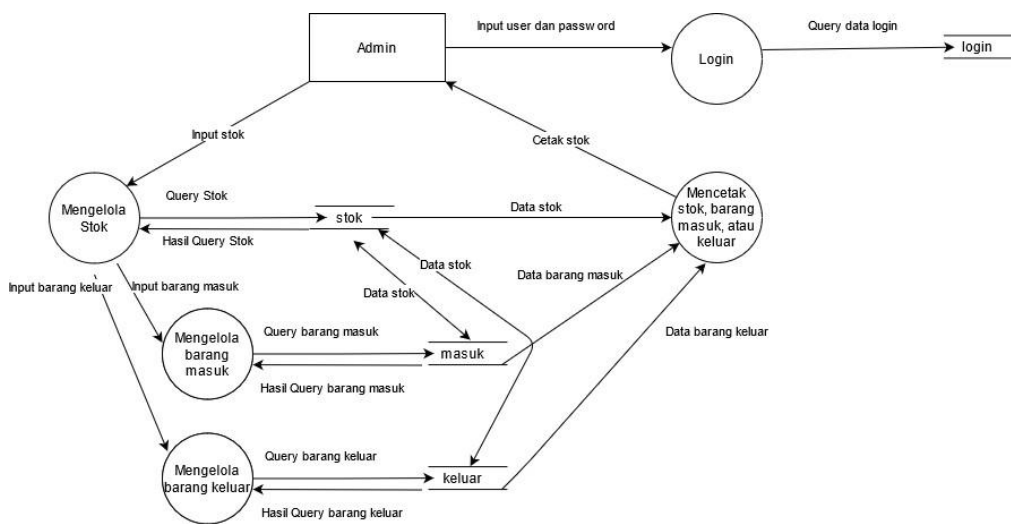 Input user dan password
Query data login
Admin
Login
login
Input stok
Cetak stok
Mengelola
Stok
Query Stok
stok
Hasil Query Stok
Data stok
Mencetak
stok, barang
masuk, atau
keluar
Data stok
Data stok
Data barang masuk
Input barang keluar
Input barang masuk
Mengelola
barang
masuk
Query barang masuk
masuk
Hasil Query barang masuk
Data barang keluar
Mengelola
barang keluar
Query barang keluar
keluar
Hasil Query barang keluar